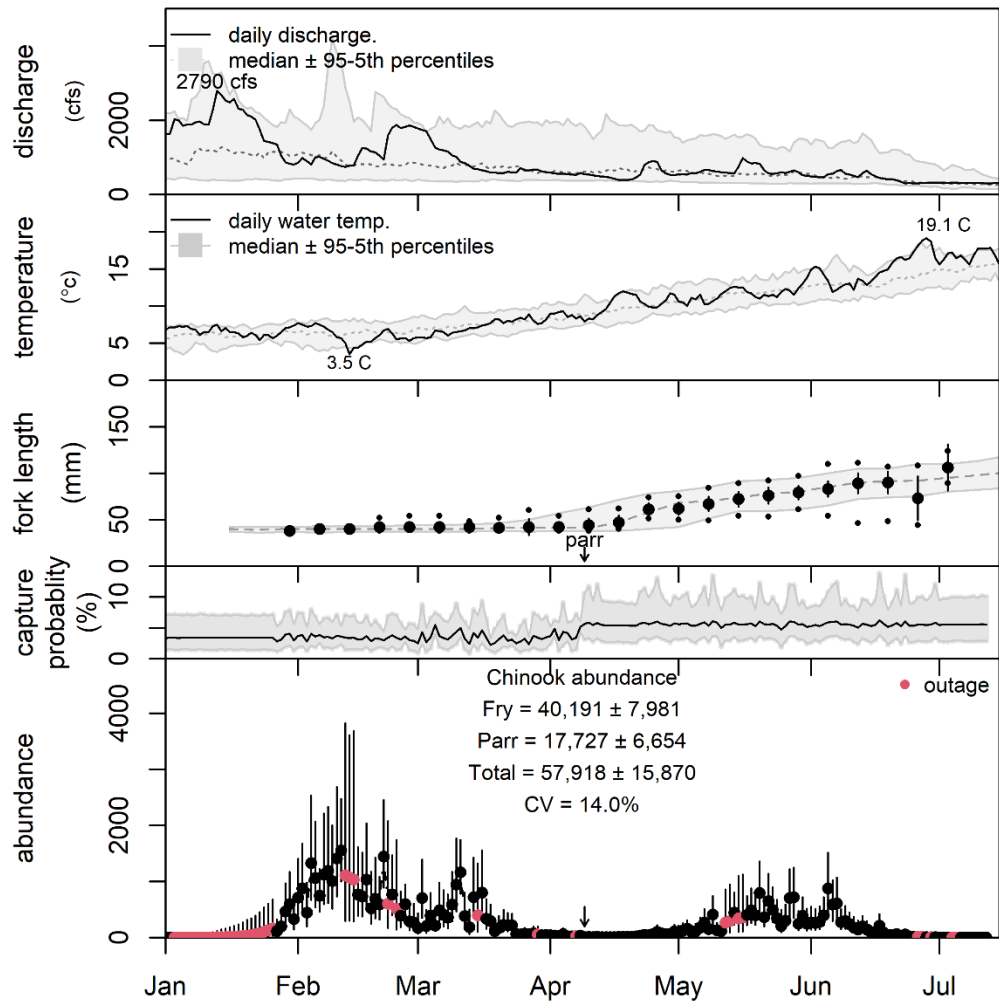 discharge
(cfs)
2000
0
daily discharge.
median ± 95-5th percentiles
2790 cfs
temperature
(°c)
15
5
0
daily water temp.
median ± 95-5th percentiles
3.5 C
19.1 C
fork length
(mm)
150
50
0
parr
capture
probablity
(%)
10
0
abundance
4000
2000
0
Chinook abundance
Fry = 40,191 ± 7,981
Parr = 17,727 ± 6,654
Total = 57,918 ± 15,870
CV = 14.0%
outage
Jan Feb Mar Apr May Jun Jul